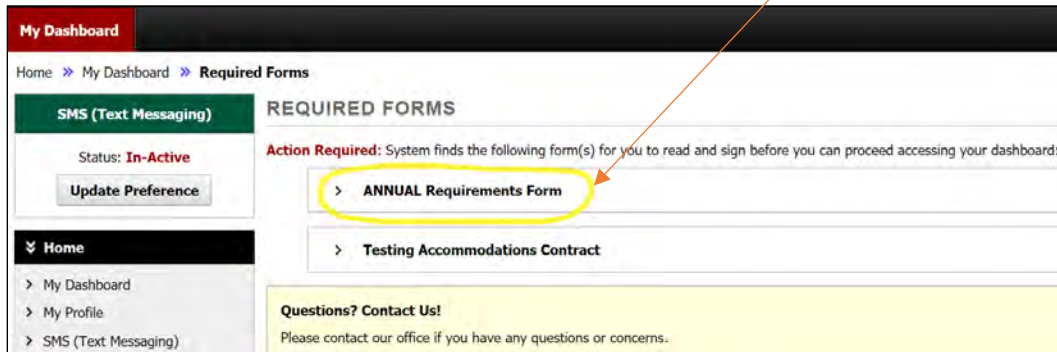 My Dashboard
Home » My Dashboard » Required Forms
SMS (Text Messaging)
Status: In-Active
Update Preference
Home
My Dashboard
My Profile
SMS (Text Messaging)
REQUIRED FORMS
Action Required: System finds the following form(s) for you to read and sign before you can proceed accessing your dashboard:
> ANNUAL Requirements Form
> Testing Accommodations Contract
Questions? Contact Us!
Please contact our office if you have any questions or concerns.